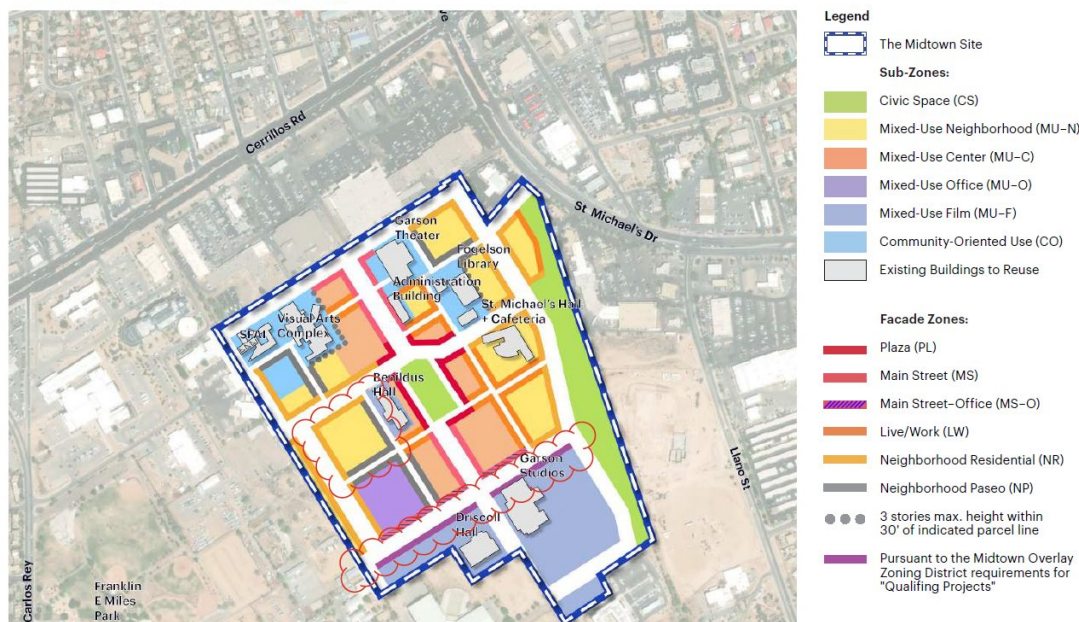 ve
Cerrillos Rd
St. Michael's Dr
Garson
Theater
Fogelson
Library
Administration
Building
St. Michael's Hall
+ Cafeteria
Visual Arts
Complex
SFAI
Benildus
Hall
Garson
Studios
Driscoll
Hall
Llano St
Carlos Rey
Franklin
E Miles
Park
Legend
The Midtown Site
Sub-Zones:
Civic Space (CS)
Mixed-Use Neighborhood (MU–N)
Mixed-Use Center (MU–C)
Mixed-Use Office (MU–O)
Mixed-Use Film (MU–F)
Community-Oriented Use (CO)
Existing Buildings to Reuse
Facade Zones:
Plaza (PL)
Main Street (MS)
Main Street–Office (MS–O)
Live/Work (LW)
Neighborhood Residential (NR)
Neighborhood Paseo (NP)
3 stories max. height within
30' of indicated parcel line
Pursuant to the Midtown Overlay
Zoning District requirements for
"Qualifing Projects"